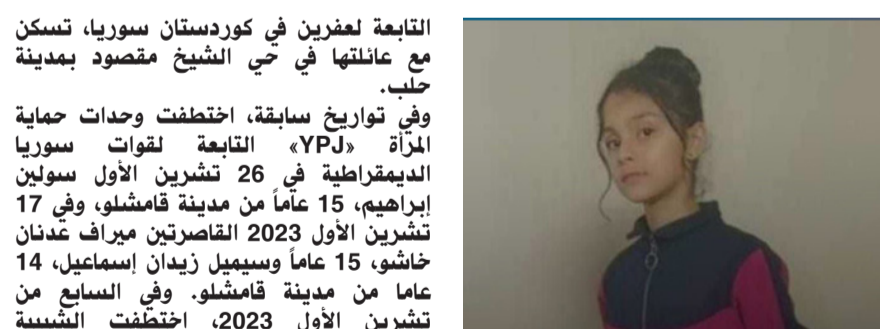 التابعة لعفرين في كوردستان سوريا، تسكن
مع عائلتها في حي الشيخ مقصود بمدينة
حلب.
وفي تواريخ سابقة، اختطفت وحدات حماية
المرأة «YPJ» التابعة لقوات سوريا
الديمقراطية في 26 تشرين الأول سولين
إبراهيم، 15 عاماً من مدينة قامشلو، وفي 17
تشرين الأول 2023 القاصرتين ميراف عدنان
خاشو، 15 عاماً وسيميل زيدان إسماعيل، 14
عاما من مدينة قامشلو. وفي السابع من
تشرين الأول 2023، اختطفت الشبيبة